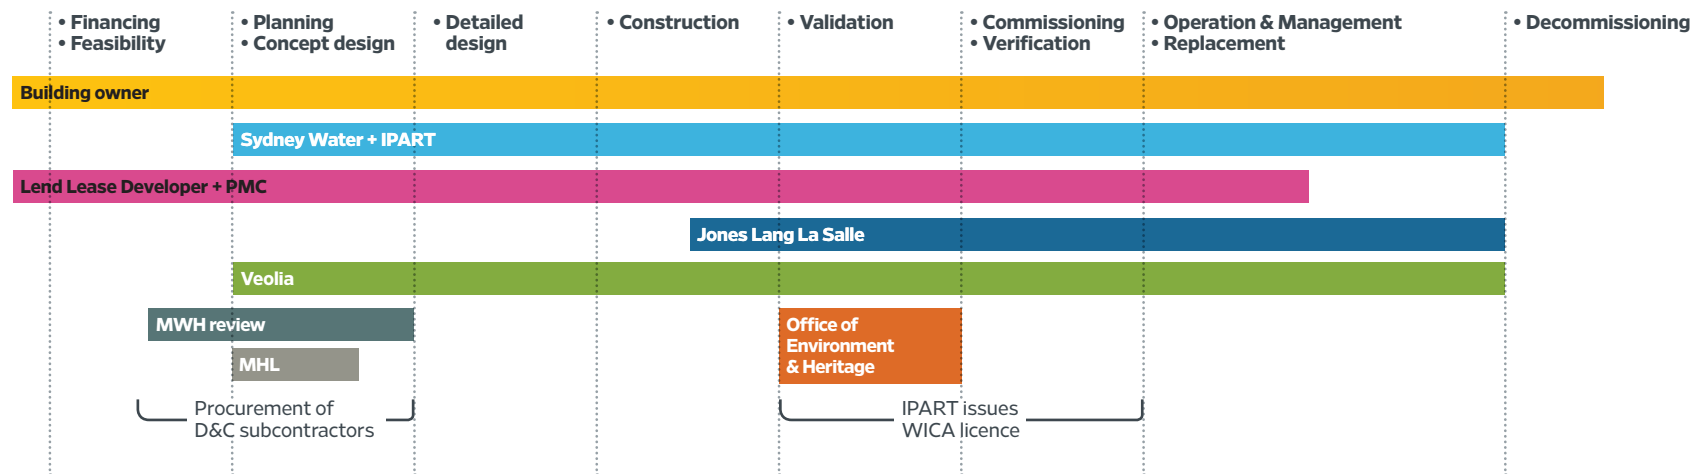 • Financing
• Feasibility
• Planning
• Concept design
• Detailed
design
• Construction
• Validation
• Commissioning
• Verification
• Operation & Management
• Replacement
• Decommissioning
Building owner
Sydney Water + IPART
Lend Lease Developer + PMC
Jones Lang La Salle
Veolia
MWH review
MHL
Office of
Environment
& Heritage
Procurement of
D&C subcontractors
IPART issues
WICA licence